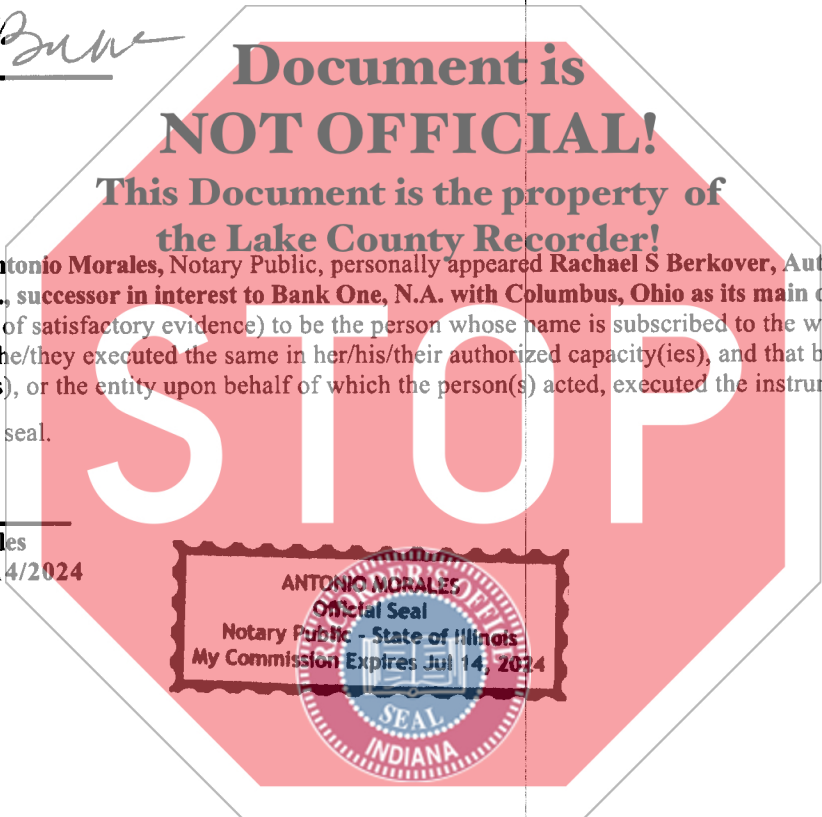 Document is
NOT OFFICIAL!
This Document is the property of
the Lake County Recorder!
ntonio Morales, Notary Public, personally appeared Rachael S Berkover, Aut
., successor in interest to Bank One, N.A. with Columbus, Ohio as its main
of satisfactory evidence) to be the person whose name is subscribed to the w
he/they executed the same in her/his/their authorized capacity(ies), and that b
s), or the entity upon behalf of which the person(s) acted, executed the instru
seal.
STOP
les
4/2024
ANTONIO MORALES
Official Seal
Notary Public - State of Illinois
My Commission Expires Jul 14, 2024
RECORDER'S OFFICE
SEAL
INDIANA